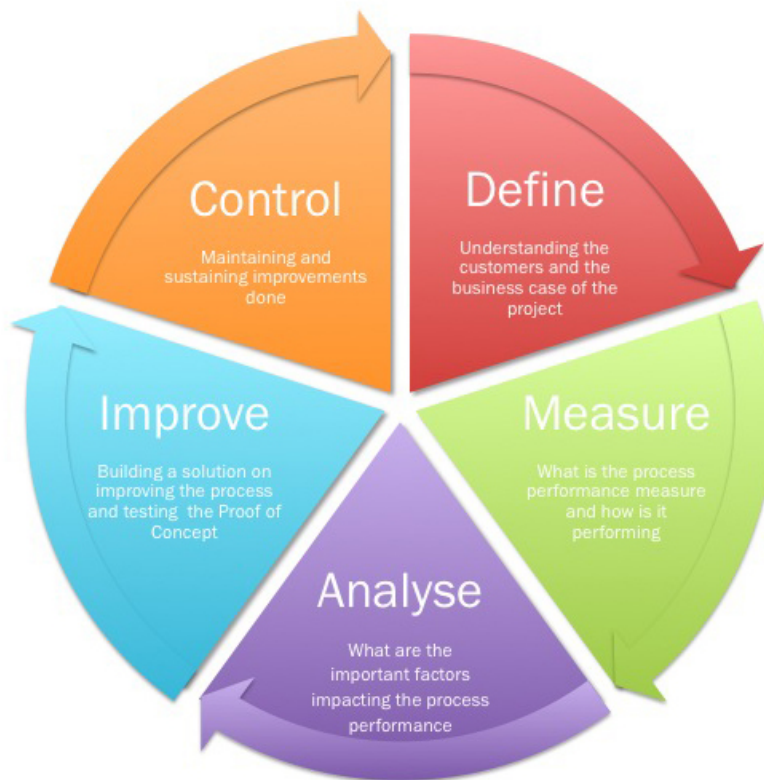 Control
Maintaining and
sustaining improvements
done
Define
Understanding the
customers and the
business case of the
project
Measure
What is the process
performance measure
and how is it
performing
Analyse
What are the
important factors
impacting the process
performance
Improve
Building a solution on
improving the process
and testing the Proof of
Concept